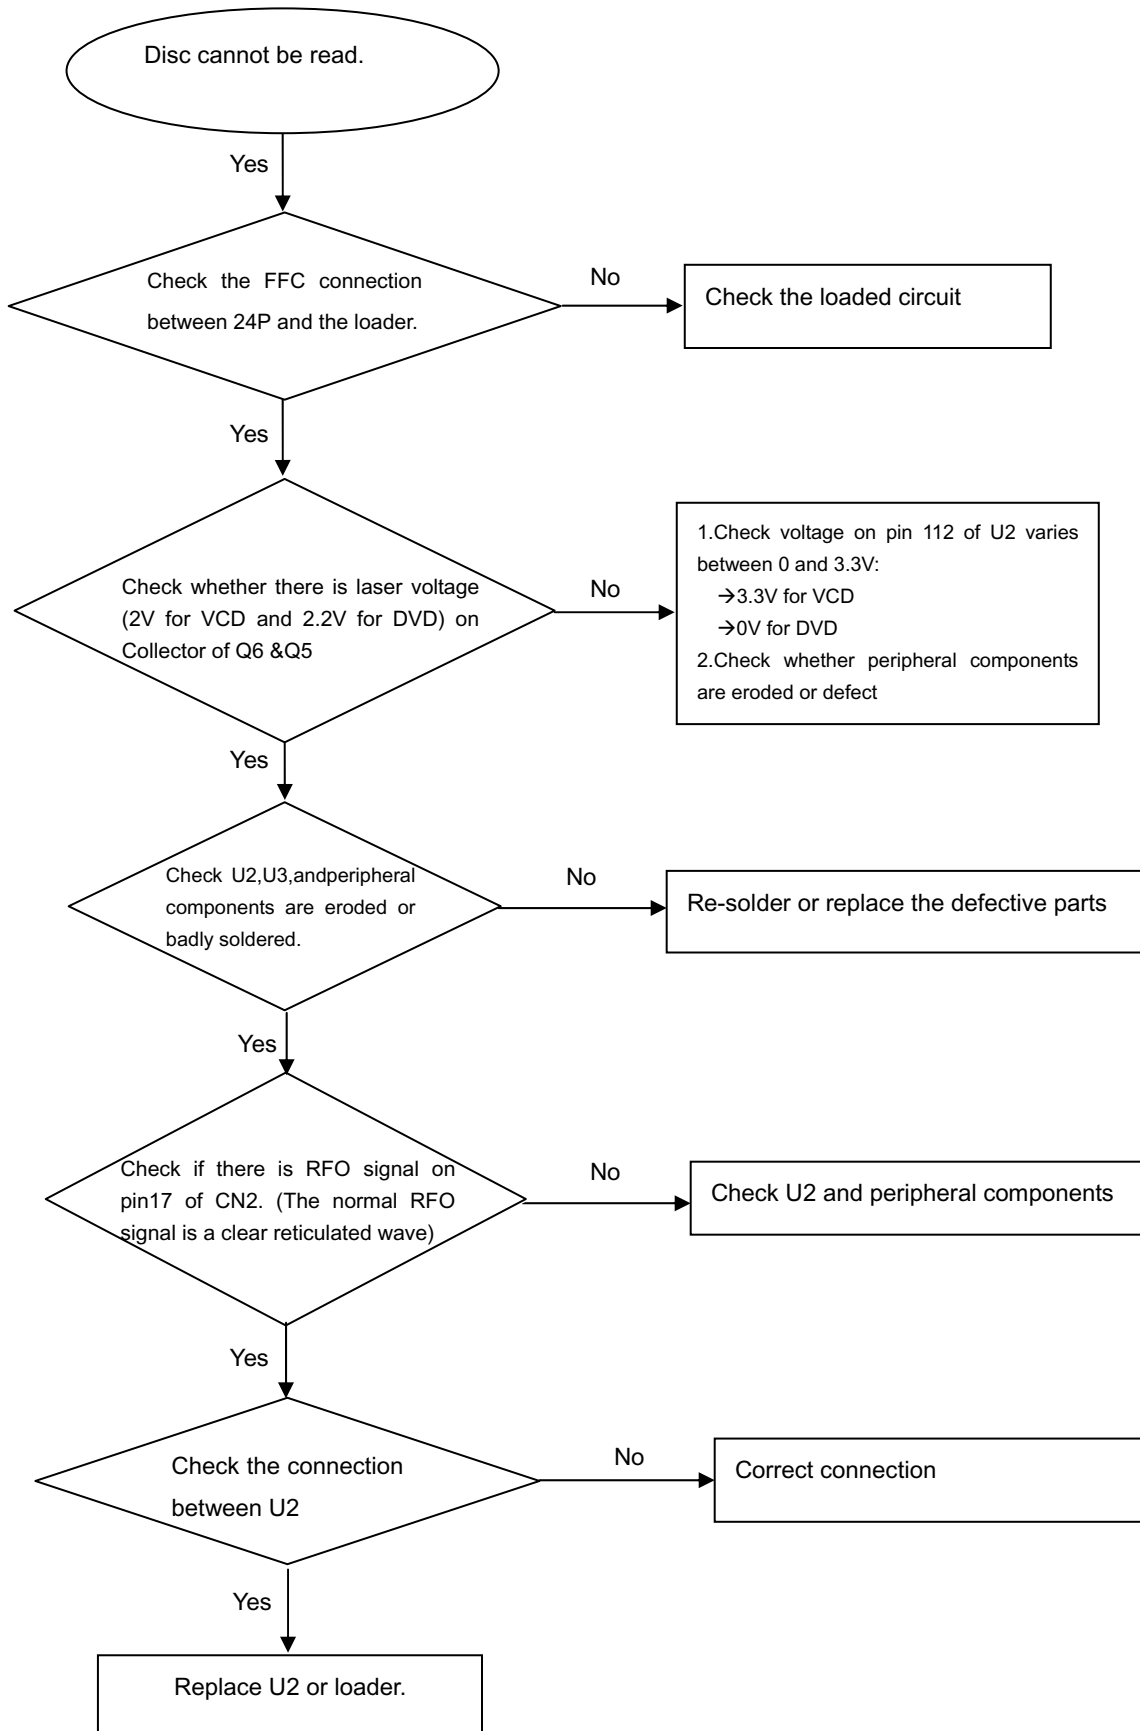 Disc cannot be read.
Yes
Check the FFC connection
between 24P and the loader.
No
Check the loaded circuit
Yes
Check whether there is laser voltage
(2V for VCD and 2.2V for DVD) on
Collector of Q6 &Q5
No
1.Check voltage on pin 112 of U2 varies
between 0 and 3.3V:
→3.3V for VCD
→0V for DVD
2.Check whether peripheral components
are eroded or defect
Yes
Check U2,U3,andperipheral
components are eroded or
badly soldered.
No
Re-solder or replace the defective parts
Yes
Check if there is RFO signal on
pin17 of CN2. (The normal RFO
signal is a clear reticulated wave)
No
Check U2 and peripheral components
Yes
Check the connection
between U2
No
Correct connection
Yes
Replace U2 or loader.